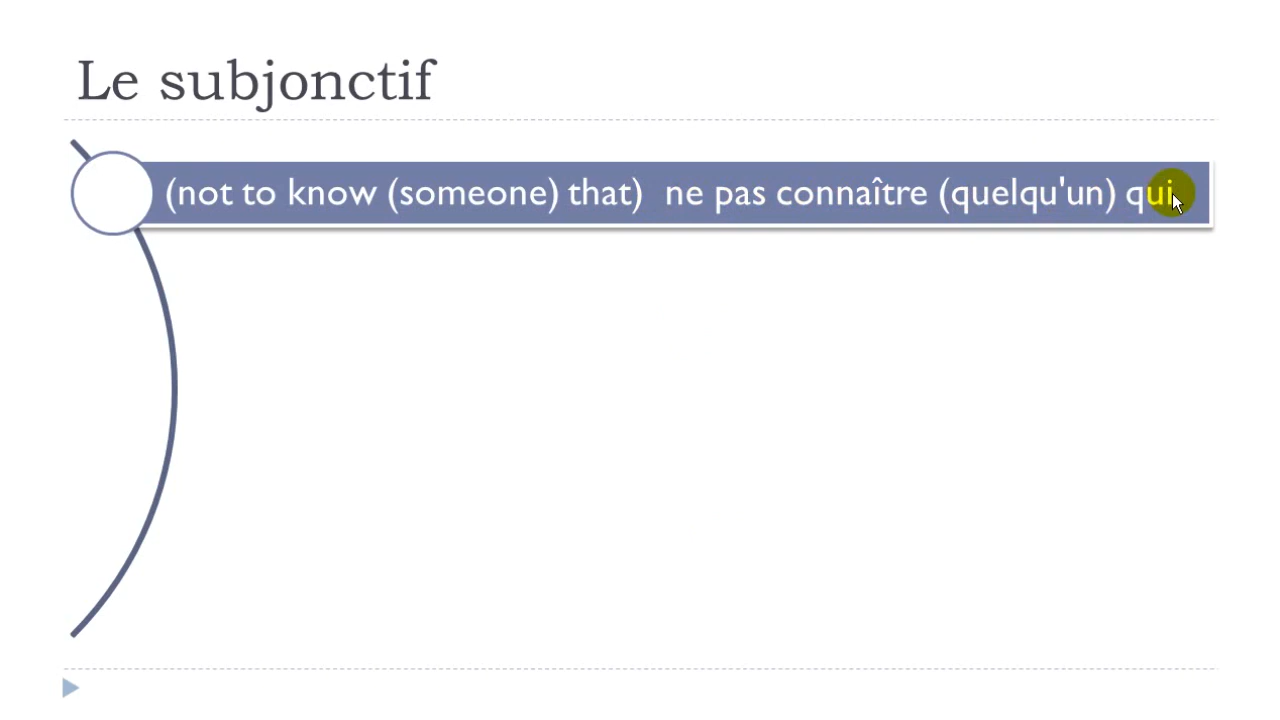 Le subjonctif
(not to know (someone) that)  ne pas connaître (quelqu'un) qui